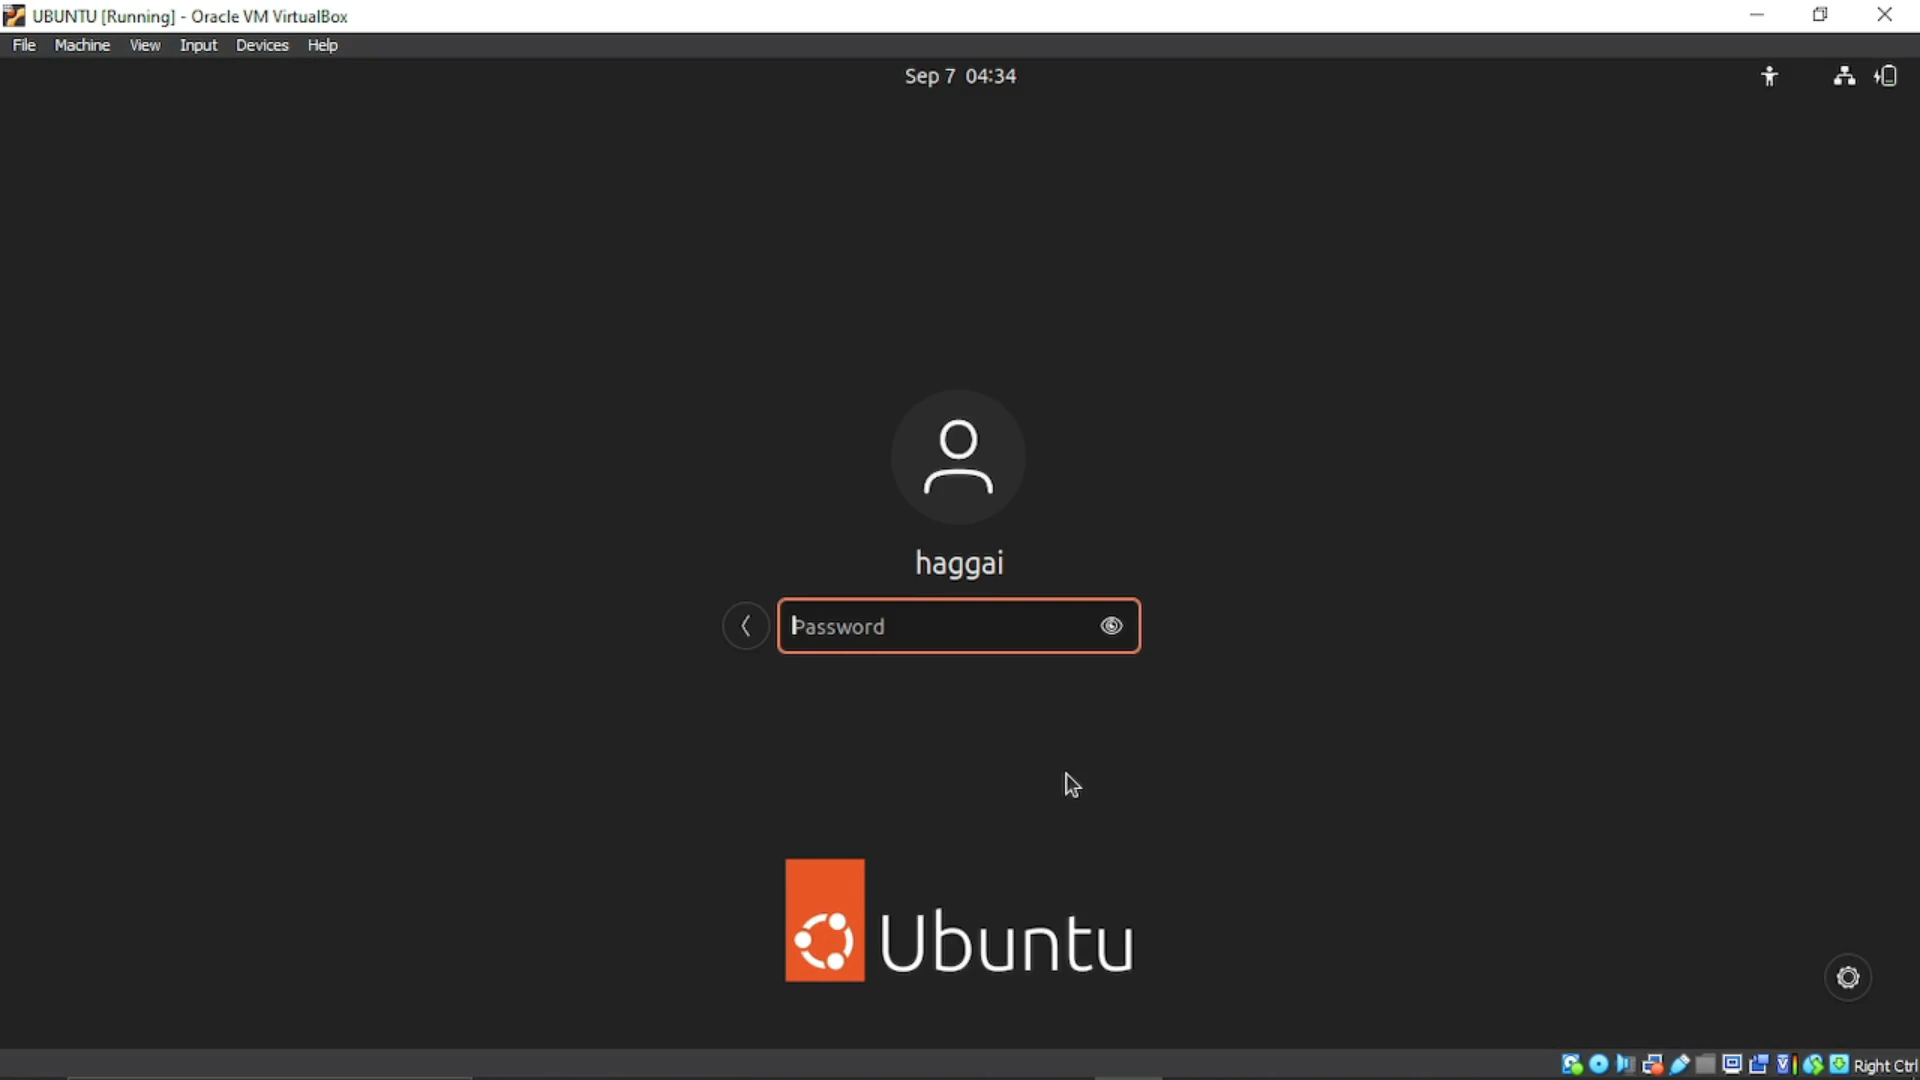 UBUNTU [Running] - Oracle VM VirtualBox
File Machine View Input Devices Help
Sep 7 04:34
haggai
Password
Ubuntu
Right Ctrl